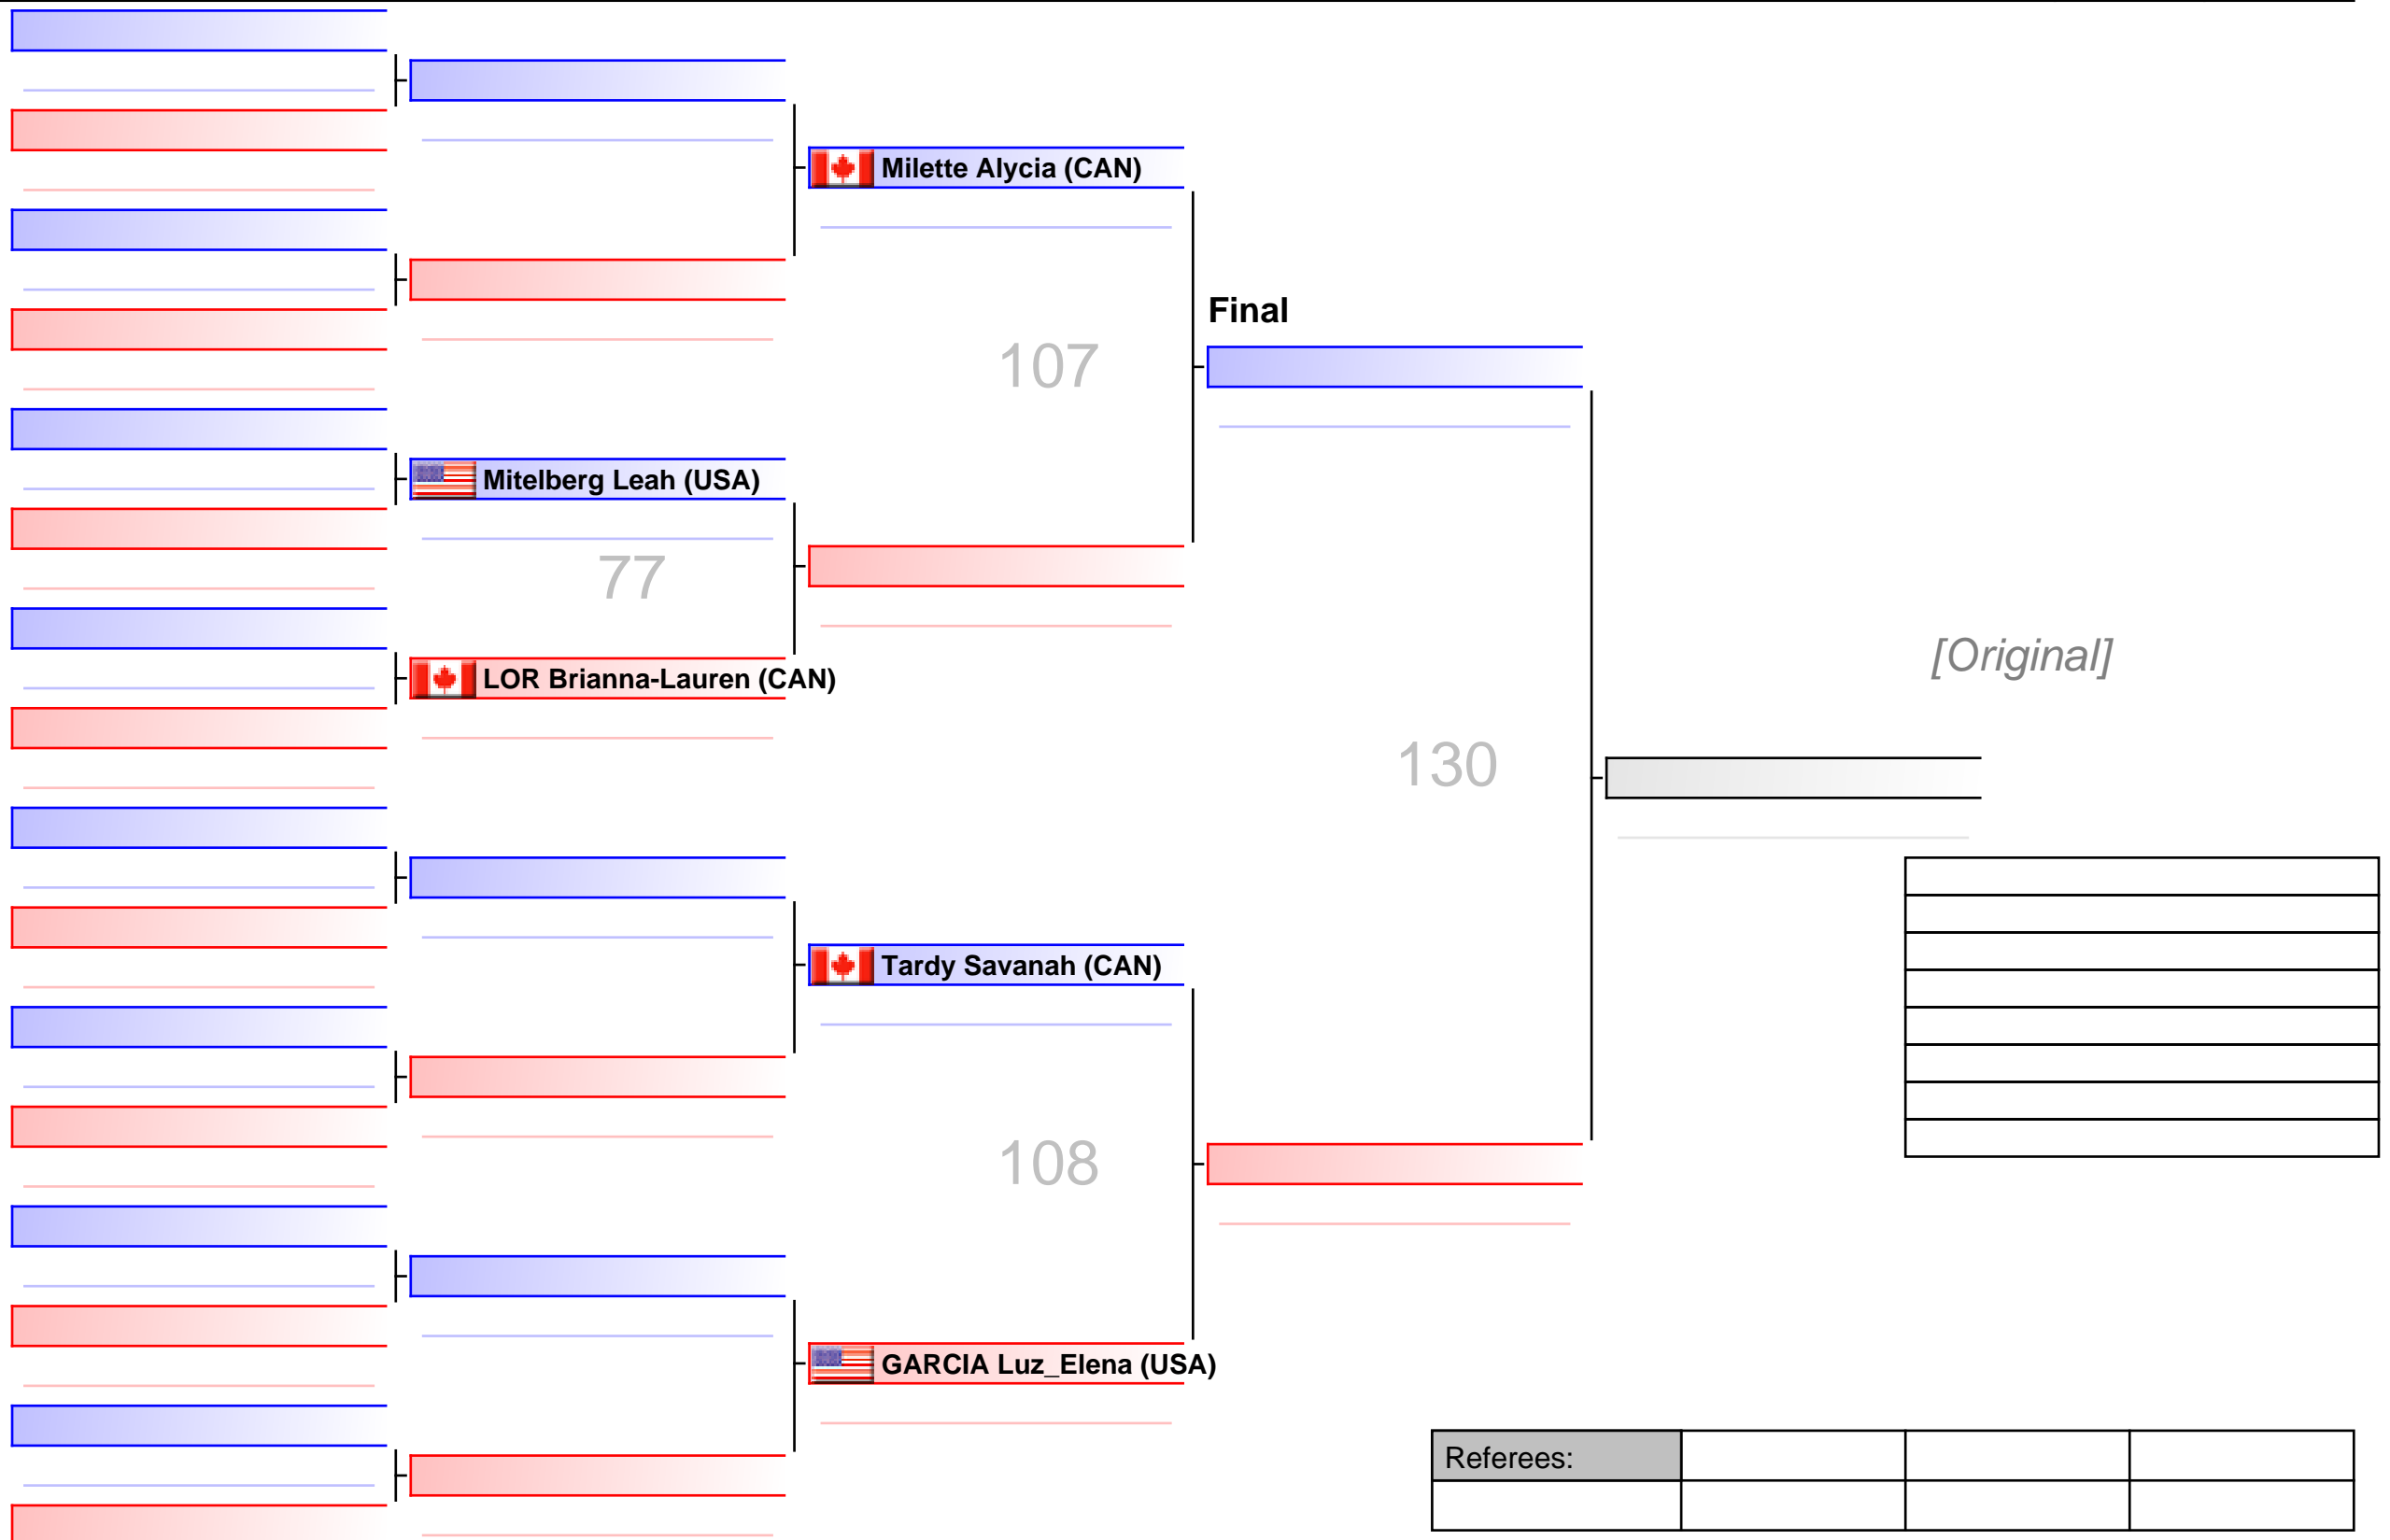 Milette Alycia (CAN)
Final
107
Mitelberg Leah (USA)
77
[Original]
LOR Brianna-Lauren (CAN)
130
Tardy Savanah (CAN)
108
GARCIA Luz_Elena (USA)
Referees: